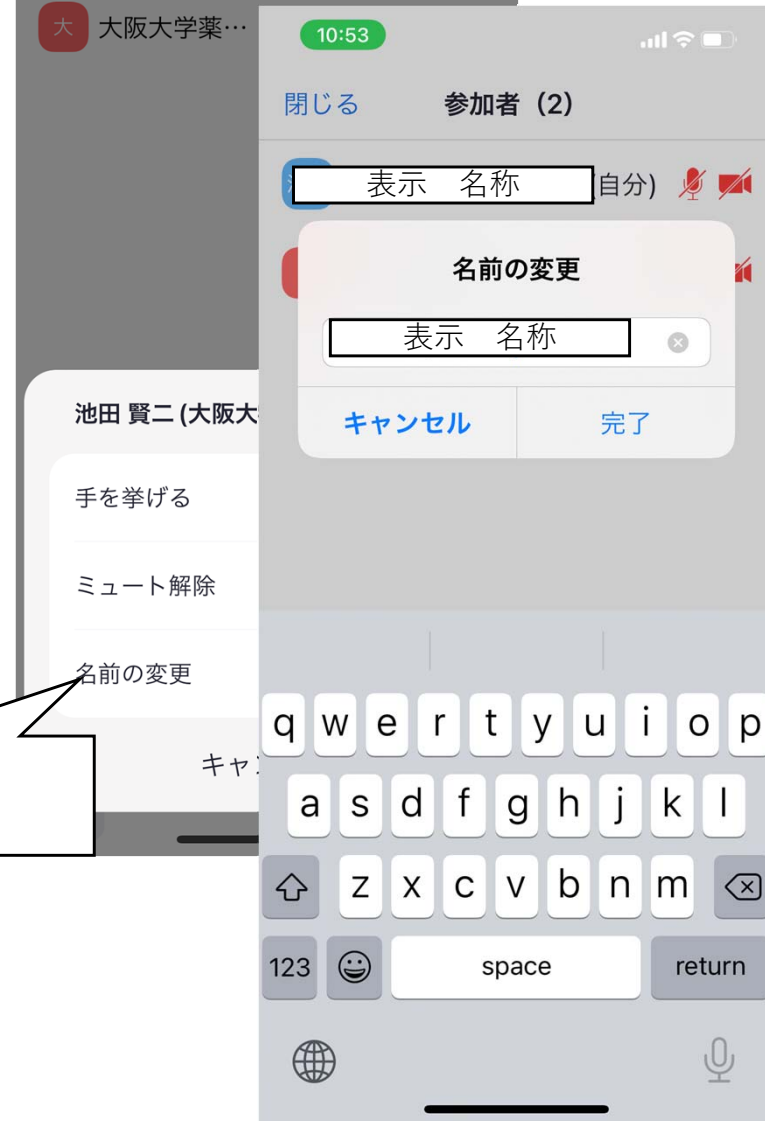 大 大阪大学薬…
池田 賢二 (大阪大
手を挙げる
ミュート解除
名前の変更
キャン
10:53
閉じる
参加者（2）
表示　名称
自分)
名前の変更
表示　名称
キャンセル
完了
q w e r t y u i o p
a s d f g h j k l
z x c v b n m
123
space
return